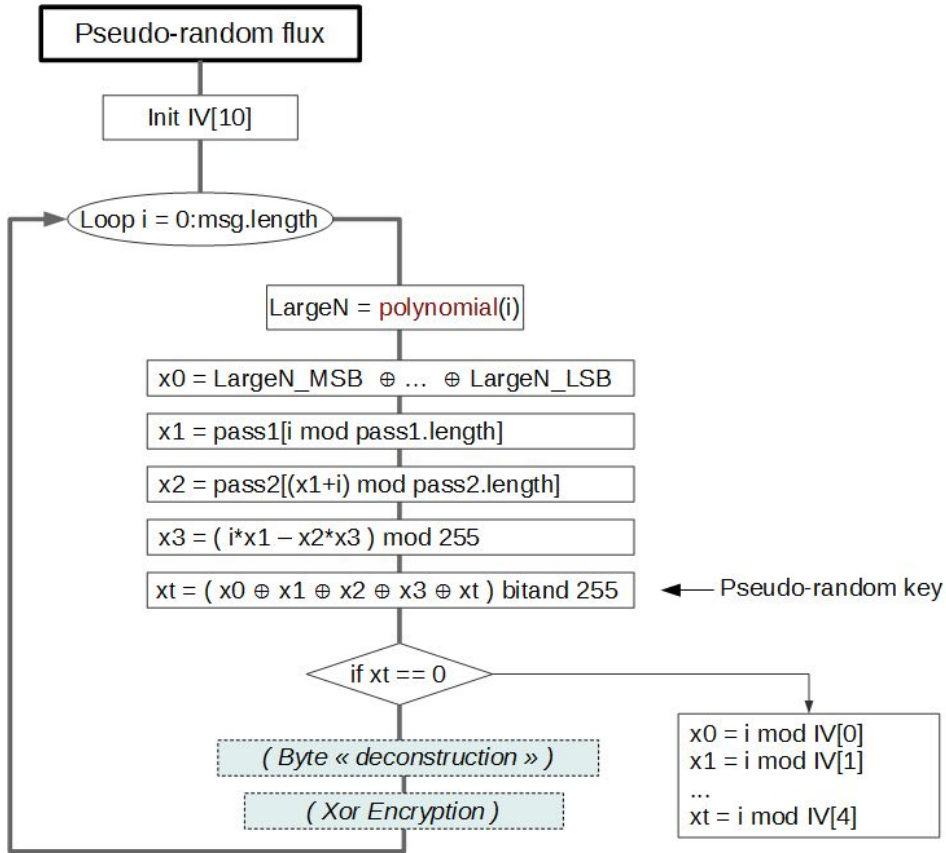 Pseudo-random flux
Init IV[10]
Loop i = 0:msg.length
LargeN = polynomial(i)
x0 = LargeN_MSB ⊕ ... ⊕ LargeN_LSB
x1 = pass1[i mod pass1.length]
x2 = pass2[(x1+i) mod pass2.length]
x3 = ( i*x1 – x2*x3 ) mod 255
xt = ( x0 ⊕ x1 ⊕ x2 ⊕ x3 ⊕ xt ) bitand 255
Pseudo-random key
if xt == 0
x0 = i mod IV[0]
x1 = i mod IV[1]
...
xt = i mod IV[4]
( Byte « deconstruction » )
( Xor Encryption )